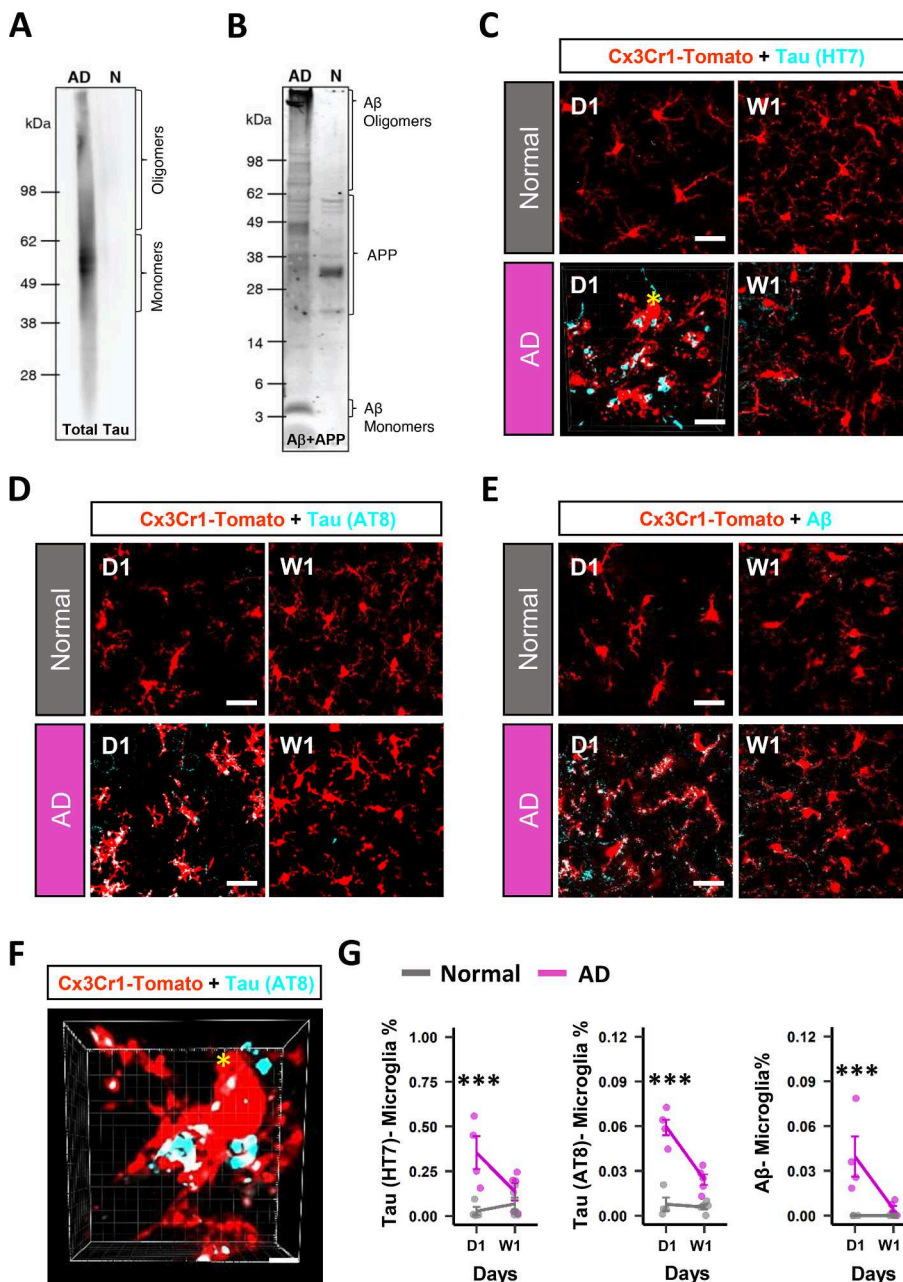 A
AD N
kDa
98
62
49
38
28
Oligomers
Monomers
Total Tau
B
AD N
kDa
98
62
49
38
28
14
6
3
Aβ
Oligomers
APP
Aβ
Monomers
Aβ+APP
C
Cx3Cr1-Tomato + Tau (HT7)
Normal
D1
W1
AD
D1
*
W1
D
Cx3Cr1-Tomato + Tau (AT8)
Normal
D1
W1
AD
D1
W1
E
Cx3Cr1-Tomato + Aβ
Normal
D1
W1
AD
D1
W1
F
Cx3Cr1-Tomato + Tau (AT8)
*
G
Normal AD
Tau (HT7)- Microglia %
1.00
0.75
0.50
0.25
0.00
***
D1 W1
Days
Tau (AT8)- Microglia %
0.12
0.09
0.06
0.03
0.00
***
D1 W1
Days
Aβ- Microglia%
0.12
0.09
0.06
0.03
0.00
***
D1 W1
Days